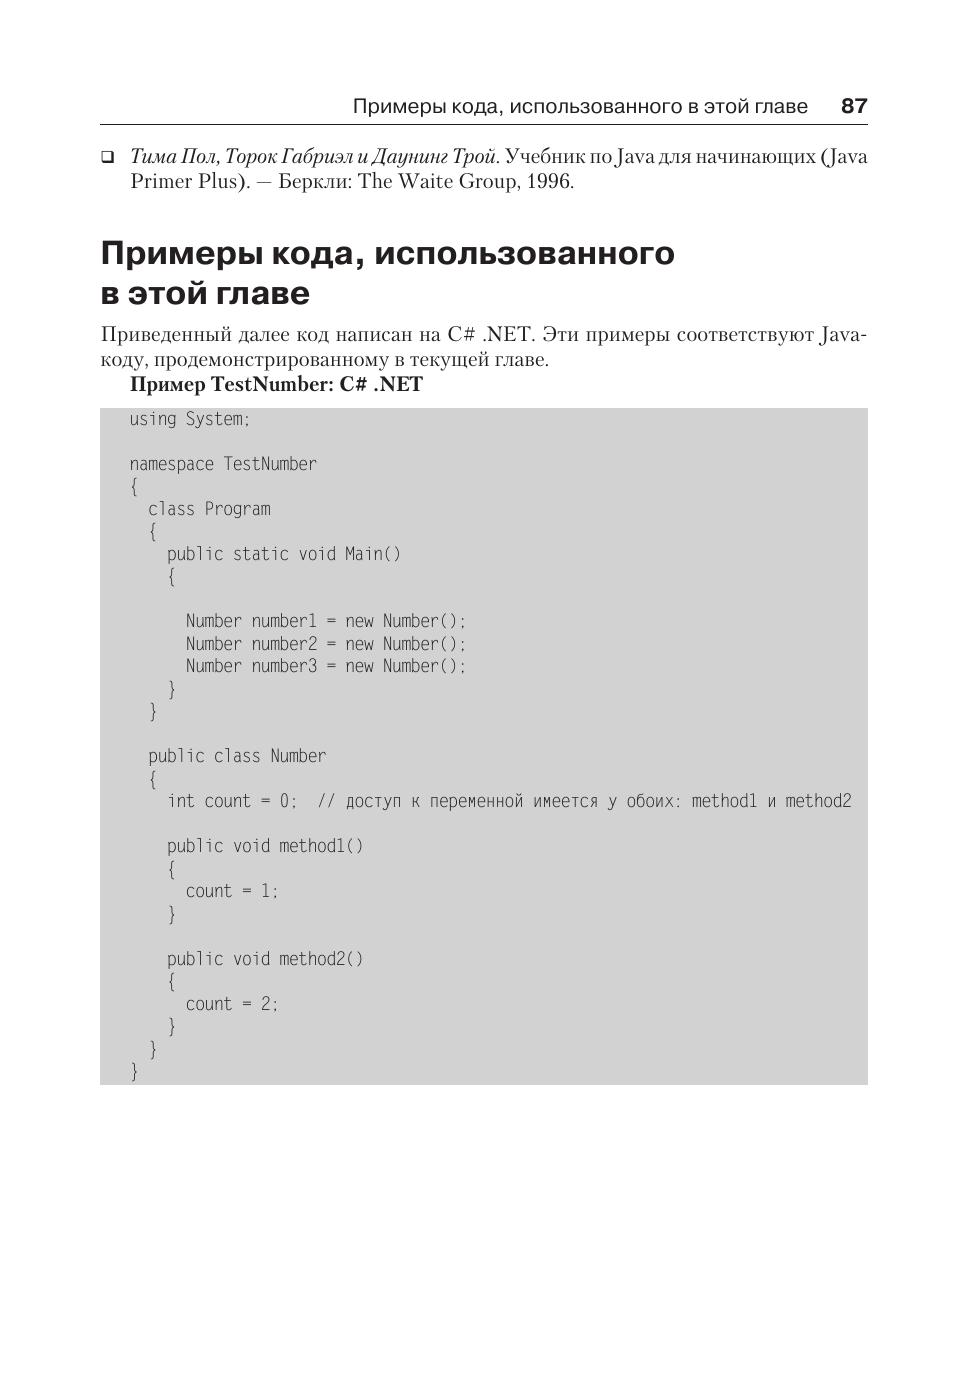 Примеры кода, использованного в этой главе 87
❑ Тима Пол, Торок Габриэл и Даунинг Трой. Учебник по Java для начинающих (Java
Primer Plus). — Беркли: The Waite Group, 1996.
Примеры кода, использованного
в этой главе
Приведенный далее код написан на C# .NET. Эти примеры соответствуют Java-
коду, продемонстрированному в текущей главе.
Пример TestNumber: C# .NET
using System;
namespace TestNumber
{
  class Program
  {
    public static void Main()
    {
      Number number1 = new Number();
      Number number2 = new Number();
      Number number3 = new Number();
    }
  }
  public class Number
  {
    int count = 0;  // доступ к переменной имеется у обоих: method1 и method2
    public void method1()
    {
      count = 1;
    }
    public void method2()
    {
      count = 2;
    }
  }
}